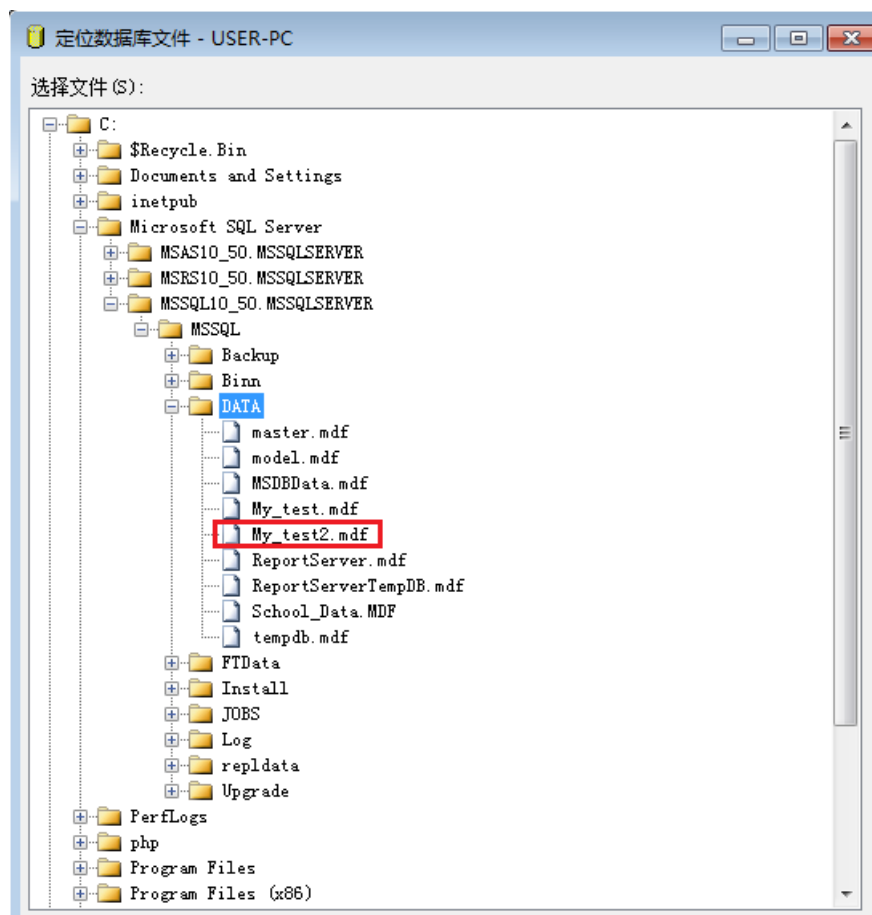 定位数据库文件 - USER-PC
选择文件(S):
C:
$Recycle.Bin
Documents and Settings
inetpub
Microsoft SQL Server
MSAS10_50.MSSQLSERVER
MSRS10_50.MSSQLSERVER
MSSQL10_50.MSSQLSERVER
MSSQL
Backup
Binn
DATA
master.mdf
model.mdf
MSDBData.mdf
My_test.mdf
My_test2.mdf
ReportServer.mdf
ReportServerTempDB.mdf
School_Data.MDF
tempdb.mdf
FTData
Install
JOBS
Log
repldata
Upgrade
PerfLogs
php
Program Files
Program Files (x86)